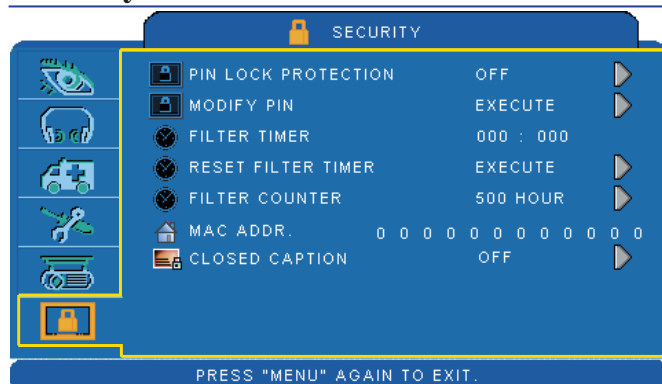 SECURITY
PIN LOCK PROTECTION OFF
MODIFY PIN EXECUTE
FILTER TIMER 000 : 000
RESET FILTER TIMER EXECUTE
FILTER COUNTER 500 HOUR
MAC ADDR. 0 0 0 0 0 0 0 0 0 0 0 0
CLOSED CAPTION OFF
PRESS "MENU" AGAIN TO EXIT.